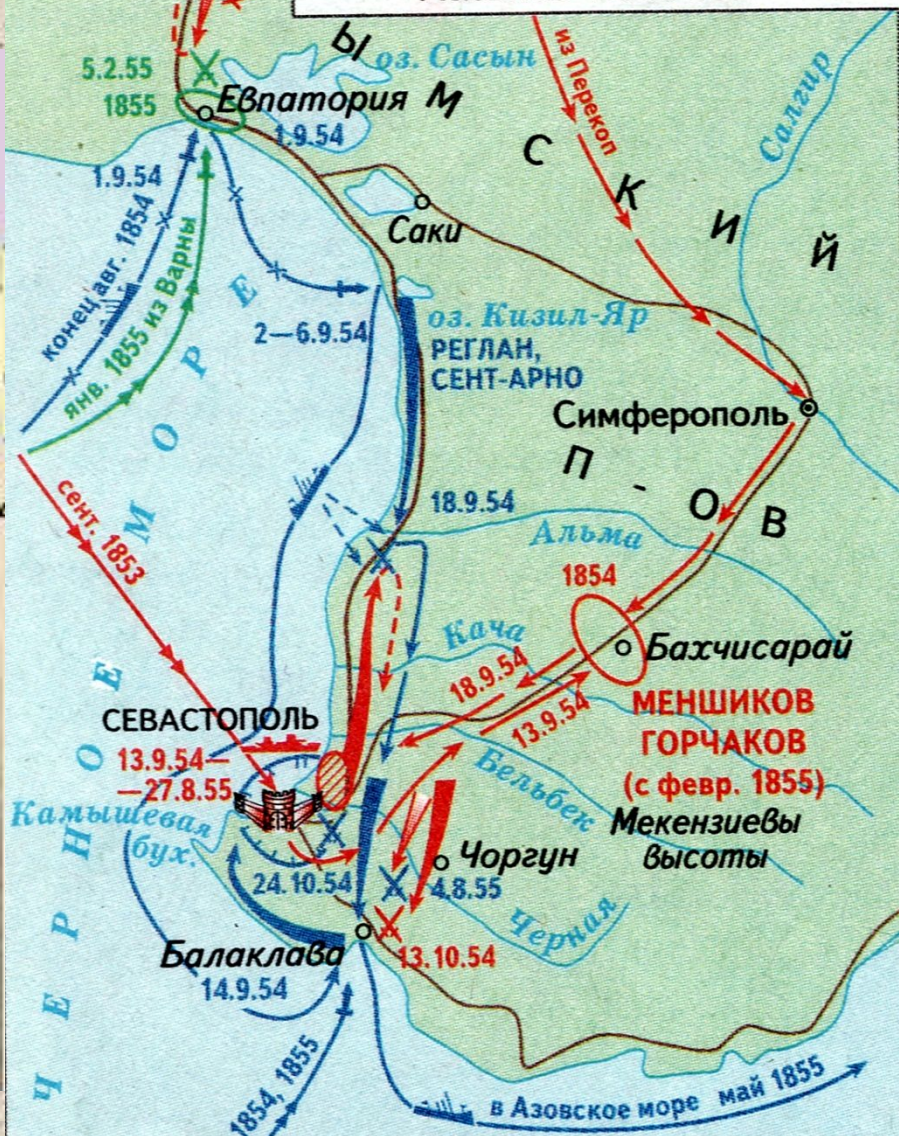 5.2.55
1855
Евпатория
1.9.54
оз. Сасын
Ы
М
С
К
И
Й
из Перекоп
Салгир
1.9.54
конец авг. 1854
янв. 1855 из Варны
Саки
2—6.9.54
оз. Кизил-Яр
РЕГЛАН,
СЕНТ-АРНО
Симферополь
П-ОВ
18.9.54
Альма
сент. 1853
1854
Кача
Бахчисарай
18.9.54
13.9.54
МЕНШИКОВ
ГОРЧАКОВ
(с февр. 1855)
СЕВАСТОПОЛЬ
13.9.54—
—27.8.55
Камышевая
бух.
Бельбек
Мекензиевы
высоты
Чоргун
24.10.54
4.8.55
Черная
Балаклава
13.10.54
14.9.54
1854, 1855
в Азовское море май 1855
ЧЕРНОЕ МОРЕ